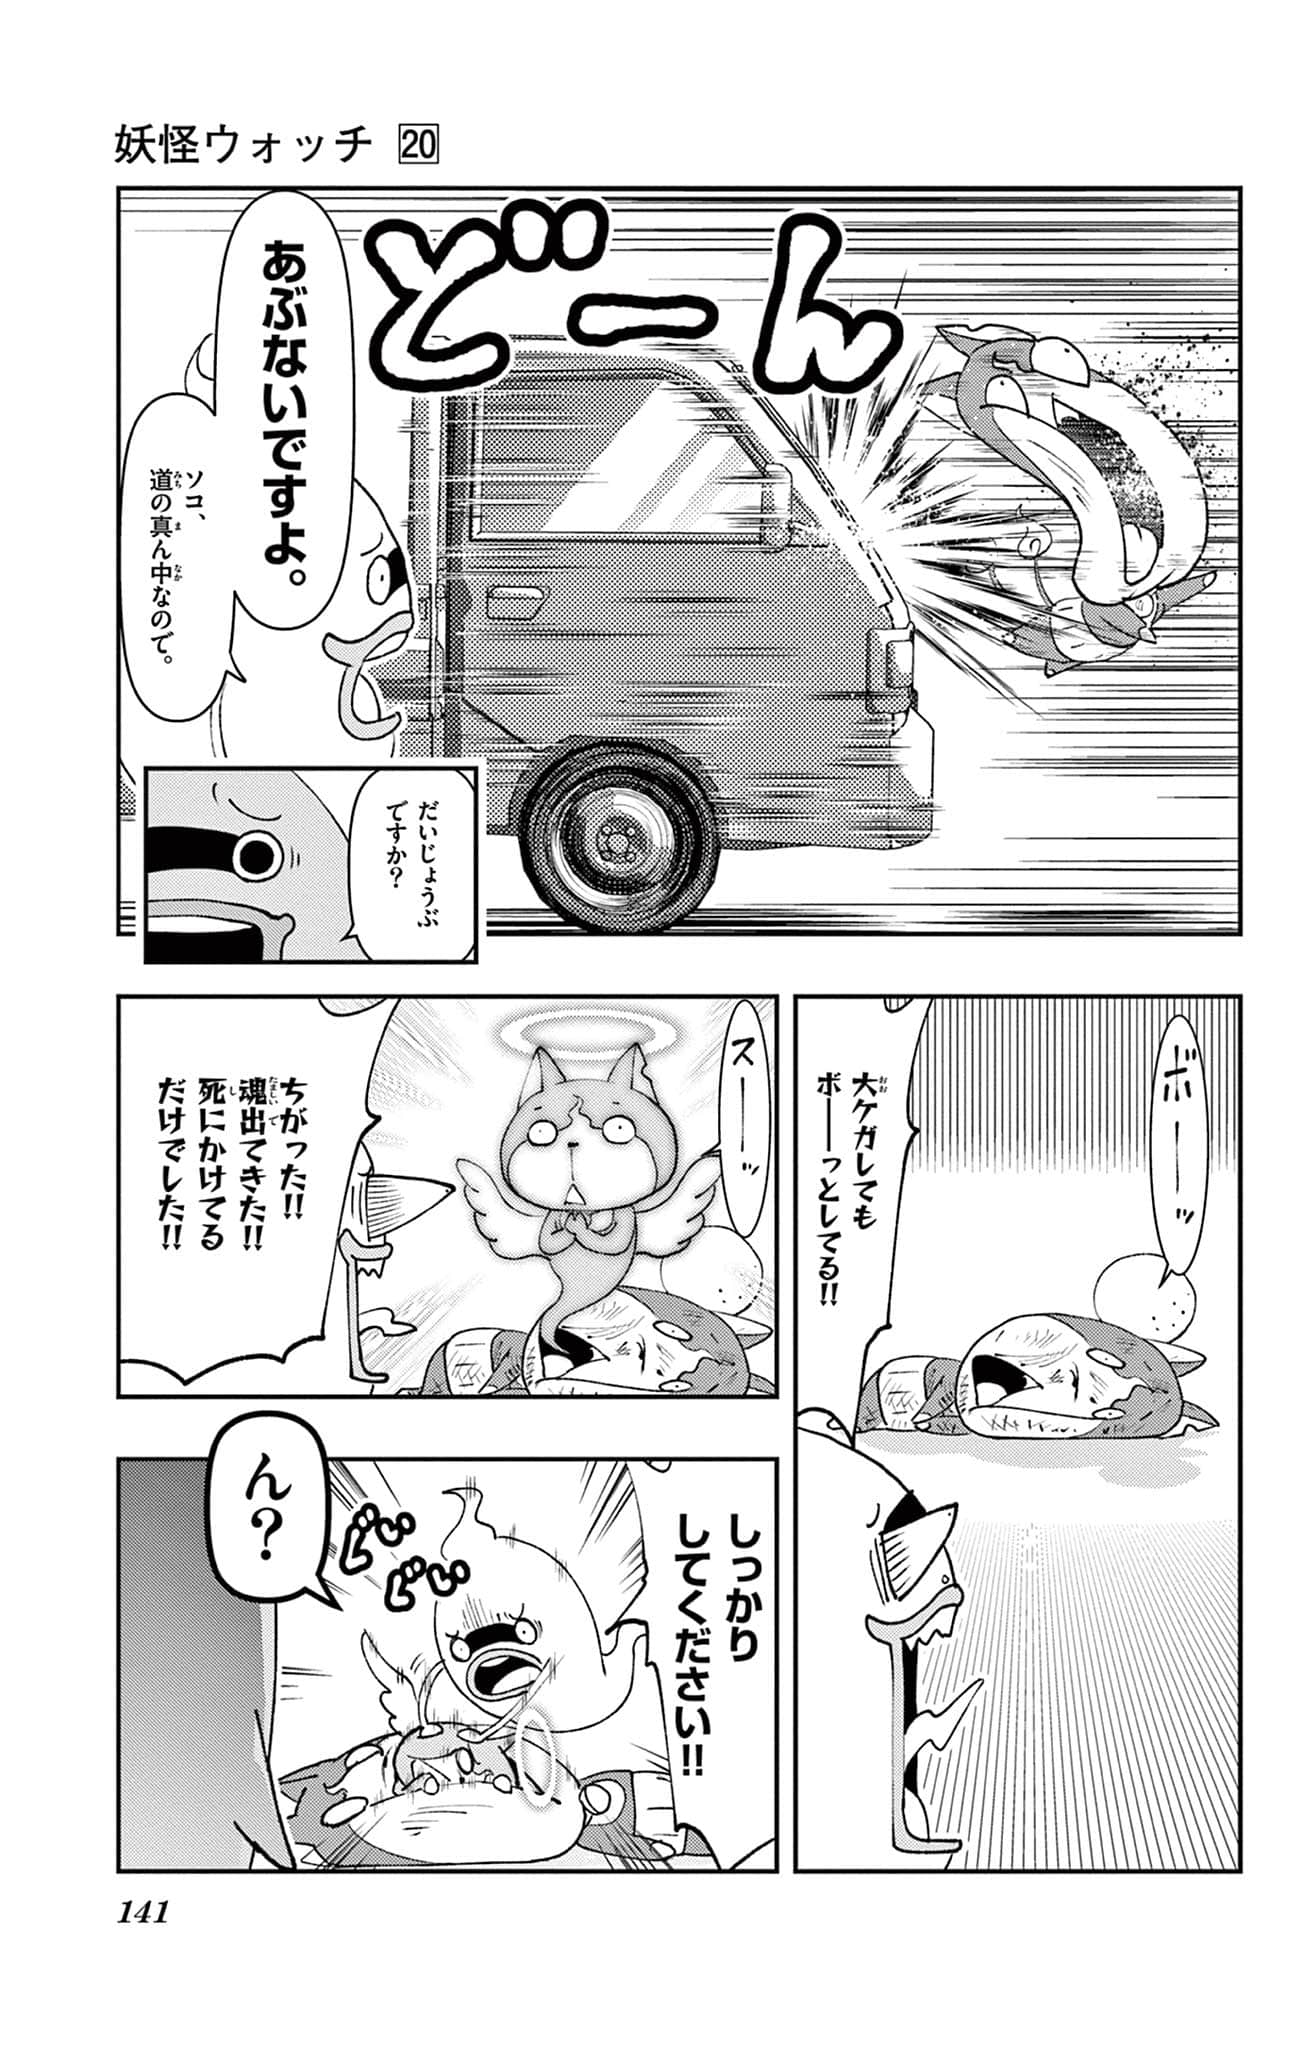 妖怪ウォッチ 20
どーん
あぶないですよ。
ソコ、
道の真ん中なので。
だいじょうぶ
ですか?
ボーーッ
大ケガしても
ボーーっとしてる!!
スーーッ
ちがった!!
魂出てきた!!
死にかけてる
だけでした!!
しっかり
してください!!
ぐい
ぐい
ん?
141